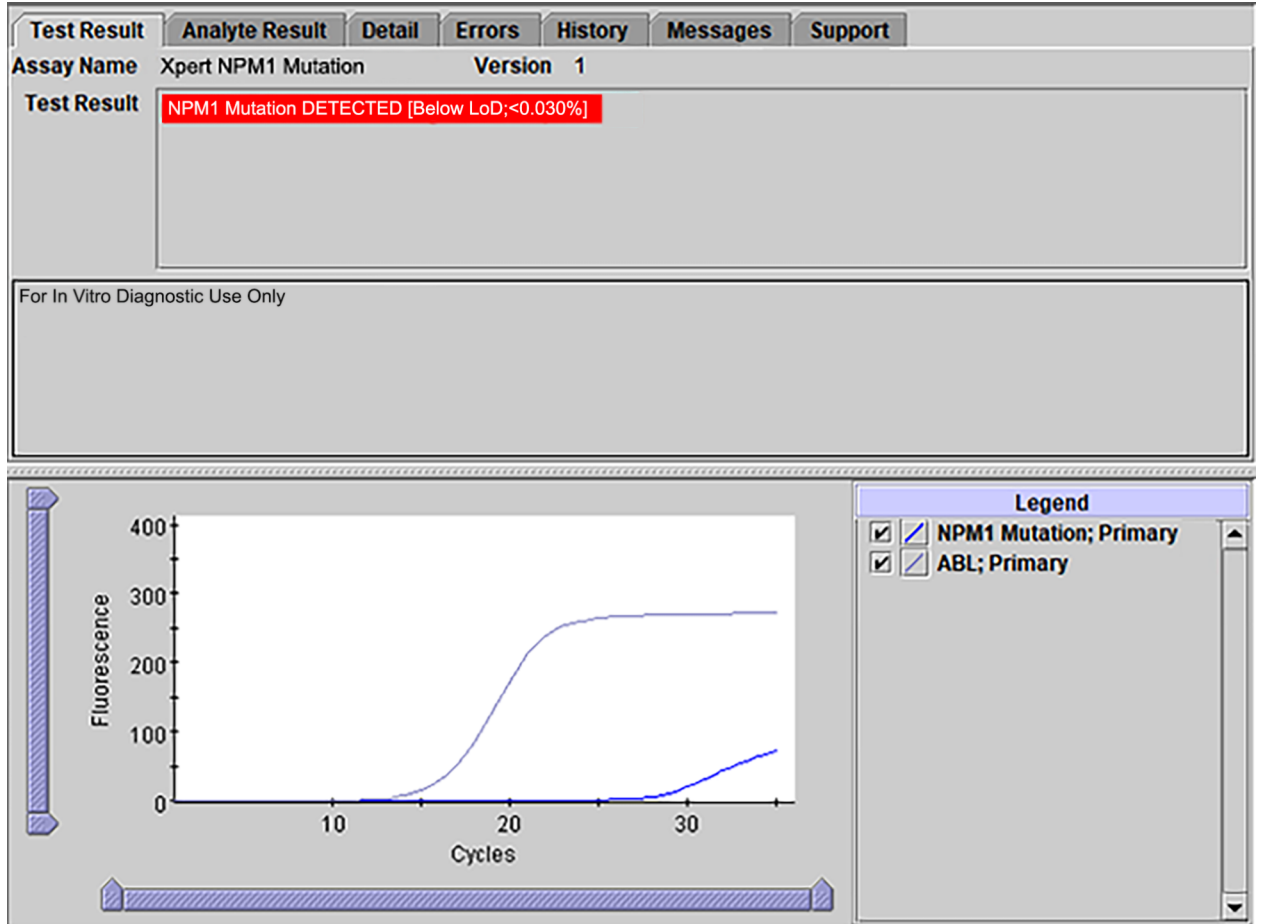 Test Result Analyte Result Detail Errors History Messages Support
Assay Name Xpert NPM1 Mutation Version 1
Test Result NPM1 Mutation DETECTED [Below LoD;<0.030%]
For In Vitro Diagnostic Use Only
Legend
NPM1 Mutation; Primary
ABL; Primary
400
300
200
100
0
Fluorescence
10 20 30
Cycles